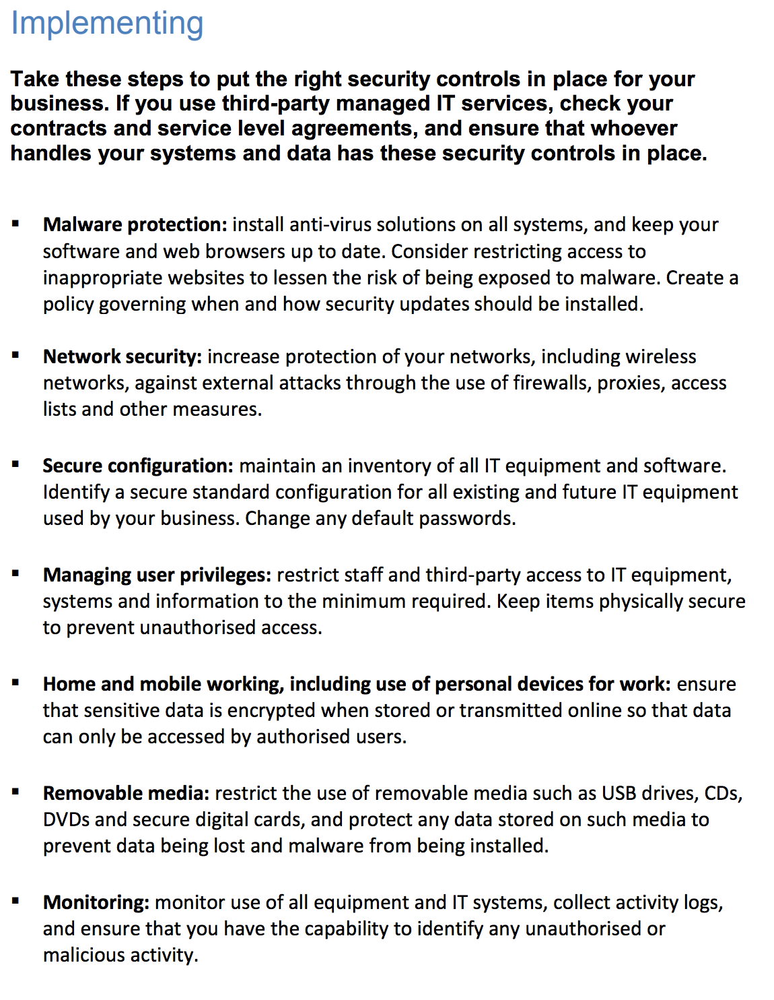 Implementing
Take these steps to put the right security controls in place for your
business. If you use third-party managed IT services, check your
contracts and service level agreements, and ensure that whoever
handles your systems and data has these security controls in place.
▪ Malware protection: install anti-virus solutions on all systems, and keep your
software and web browsers up to date. Consider restricting access to
inappropriate websites to lessen the risk of being exposed to malware. Create a
policy governing when and how security updates should be installed.
▪ Network security: increase protection of your networks, including wireless
networks, against external attacks through the use of firewalls, proxies, access
lists and other measures.
▪ Secure configuration: maintain an inventory of all IT equipment and software.
Identify a secure standard configuration for all existing and future IT equipment
used by your business. Change any default passwords.
▪ Managing user privileges: restrict staff and third-party access to IT equipment,
systems and information to the minimum required. Keep items physically secure
to prevent unauthorised access.
▪ Home and mobile working, including use of personal devices for work: ensure
that sensitive data is encrypted when stored or transmitted online so that data
can only be accessed by authorised users.
▪ Removable media: restrict the use of removable media such as USB drives, CDs,
DVDs and secure digital cards, and protect any data stored on such media to
prevent data being lost and malware from being installed.
▪ Monitoring: monitor use of all equipment and IT systems, collect activity logs,
and ensure that you have the capability to identify any unauthorised or
malicious activity.